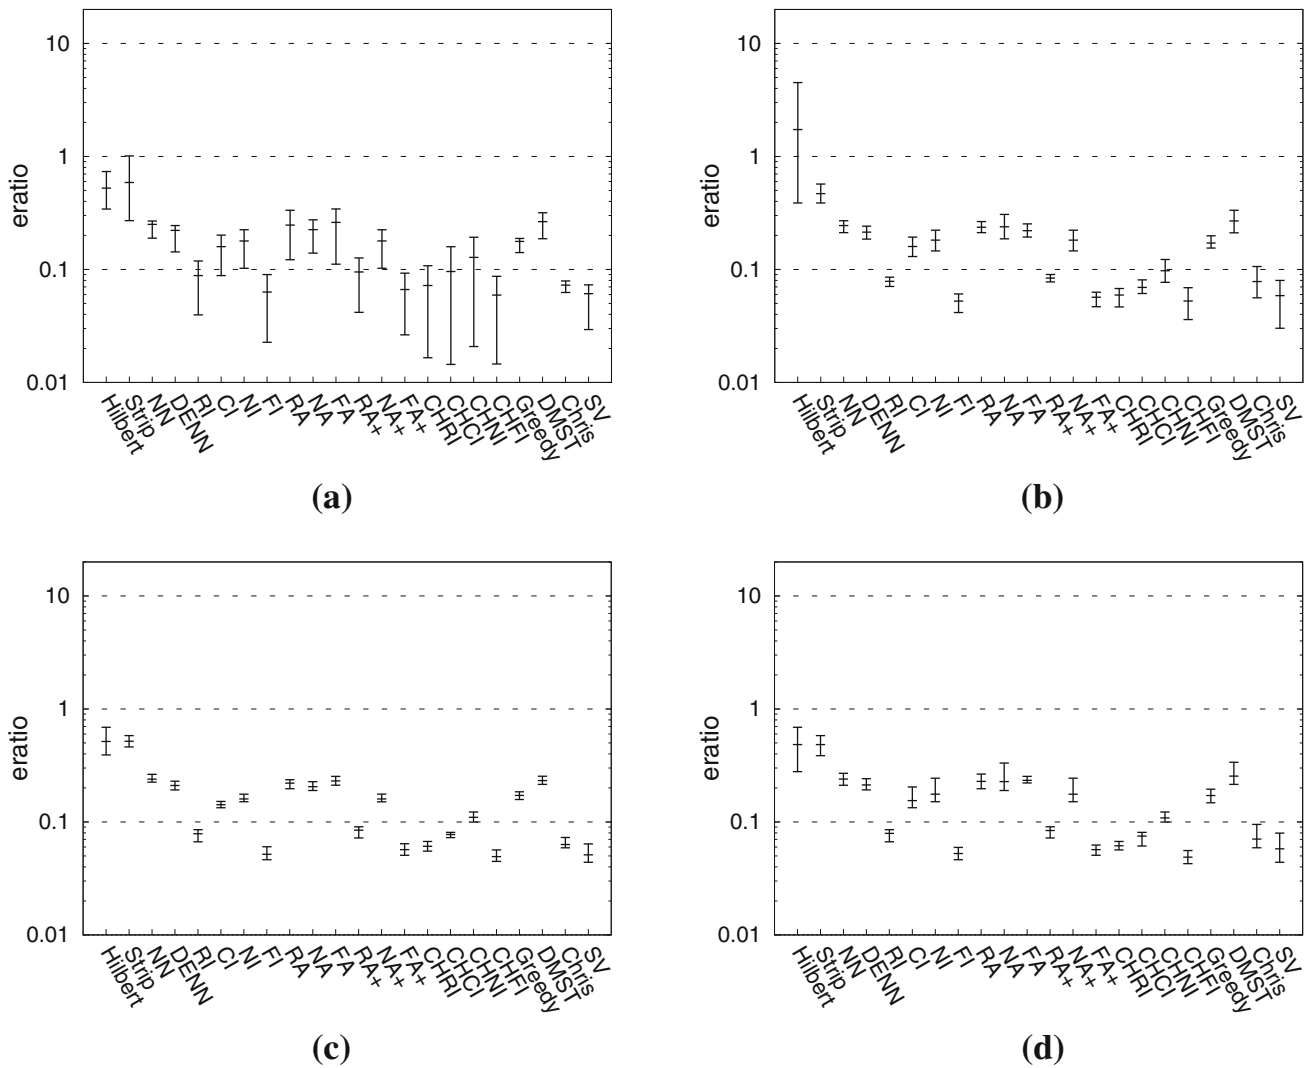 10
1
0.1
0.01
eratio
Hilbert
Strip
NN
DENN
RI
CI
NI
FI
RA
NA
FA
RA+
NA+
FA+
CHRI
CHCI
CHNI
CHFI
Greedy
DMST
Chris
SV
(a)
10
1
0.1
0.01
eratio
Hilbert
Strip
NN
DENN
RI
CI
NI
FI
RA
NA
FA
RA+
NA+
FA+
CHRI
CHCI
CHNI
CHFI
Greedy
DMST
Chris
SV
(b)
10
1
0.1
0.01
eratio
Hilbert
Strip
NN
DENN
RI
CI
NI
FI
RA
NA
FA
RA+
NA+
FA+
CHRI
CHCI
CHNI
CHFI
Greedy
DMST
Chris
SV
(c)
10
1
0.1
0.01
eratio
Hilbert
Strip
NN
DENN
RI
CI
NI
FI
RA
NA
FA
RA+
NA+
FA+
CHRI
CHCI
CHNI
CHFI
Greedy
DMST
Chris
SV
(d)